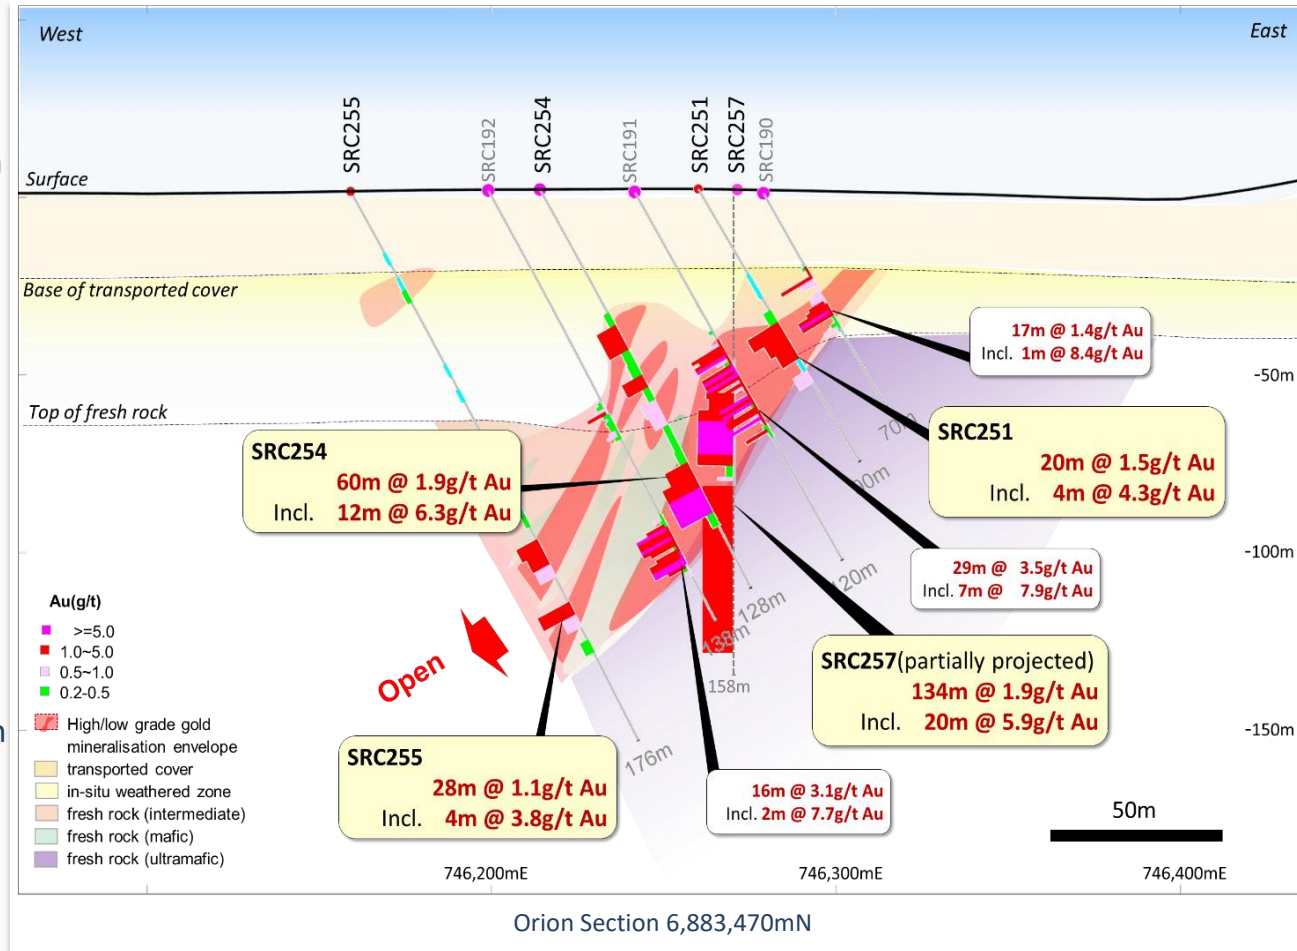 West
East
SRC255
SRC192
SRC254
SRC191
SRC251
SRC257
SRC190
Surface
Base of transported cover
17m @ 1.4g/t Au
Incl. 1m @ 8.4g/t Au
-50m
Top of fresh rock
70m
SRC251
20m @ 1.5g/t Au
Incl. 4m @ 4.3g/t Au
SRC254
60m @ 1.9g/t Au
Incl. 12m @ 6.3g/t Au
-100m
120m
29m @ 3.5g/t Au
Incl. 7m @ 7.9g/t Au
128m
138m
158m
Au(g/t)
>=5.0
1.0~5.0
0.5~1.0
0.2-0.5
High/low grade gold
mineralisation envelope
transported cover
in-situ weathered zone
fresh rock (intermediate)
fresh rock (mafic)
fresh rock (ultramafic)
Open
SRC257(partially projected)
134m @ 1.9g/t Au
Incl. 20m @ 5.9g/t Au
-150m
176m
SRC255
28m @ 1.1g/t Au
Incl. 4m @ 3.8g/t Au
16m @ 3.1g/t Au
Incl. 2m @ 7.7g/t Au
50m
746,200mE
746,300mE
746,400mE
Orion Section 6,883,470mN